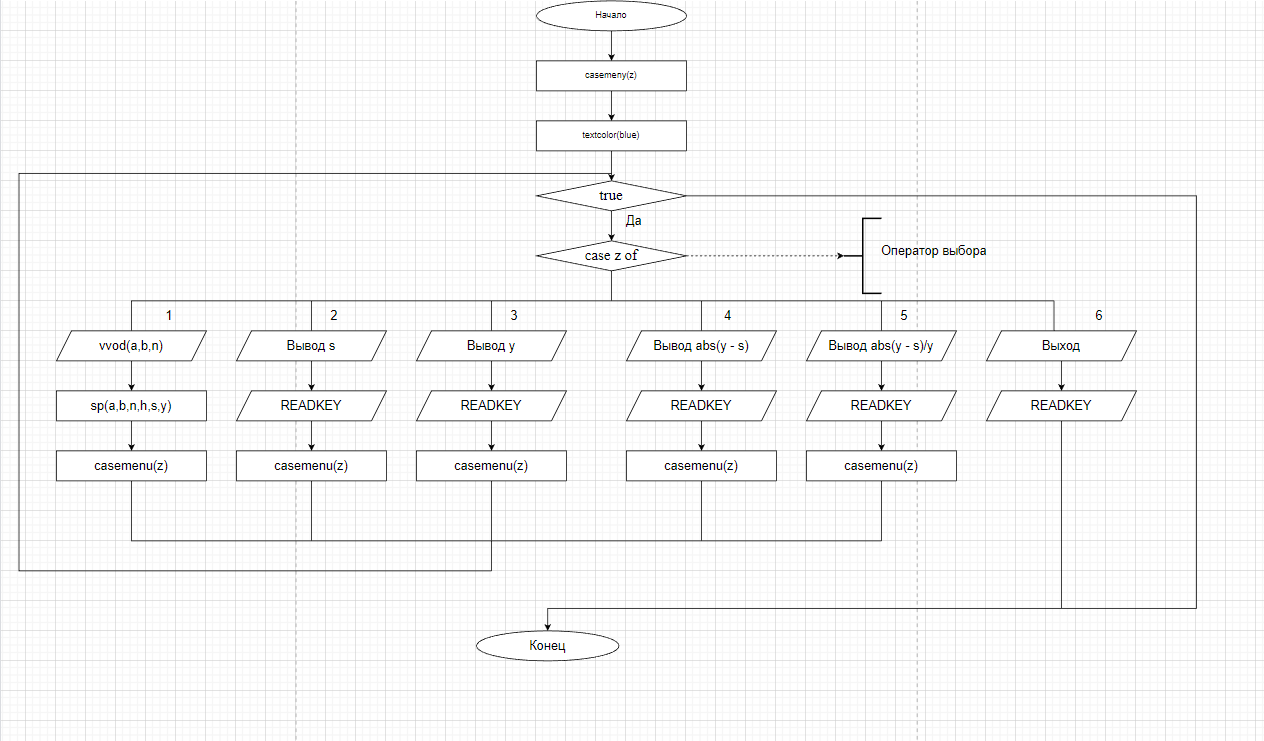 Начало
casemeny(z)
textcolor(blue)
true
Да
case z of
Оператор выбора
1
2
3
4
5
6
vvod(a,b,n)
Вывод s
Вывод y
Вывод abs(y - s)
Вывод abs(y - s)/y
Выход
sp(a,b,n,h,s,y)
READKEY
READKEY
READKEY
READKEY
READKEY
casemenu(z)
casemenu(z)
casemenu(z)
casemenu(z)
casemenu(z)
Конец